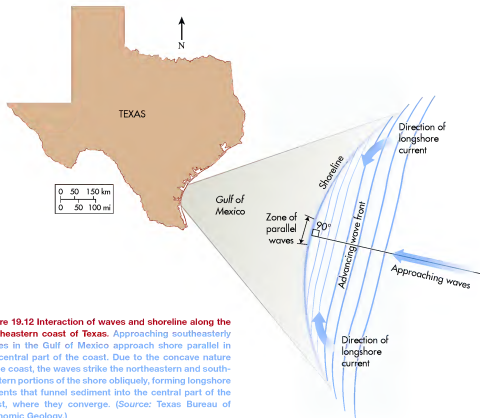 N
TEXAS
0 50 150 km
0 50 100 mi
Gulf of
Mexico
Shoreline
Zone of
parallel
waves
90°
Advancing wave front
Direction of
longshore
current
Approaching waves
Direction of
longshore
current
re 19.12 Interaction of waves and shoreline along the
heastern coast of Texas. Approaching southeasterly
es in the Gulf of Mexico approach shore parallel in
central part of the coast. Due to the concave nature
e coast, the waves strike the northeastern and south-
tern portions of the shore obliquely, forming longshore
ents that funnel sediment into the central part of the
st, where they converge. (Source: Texas Bureau of
nomic Geology.)